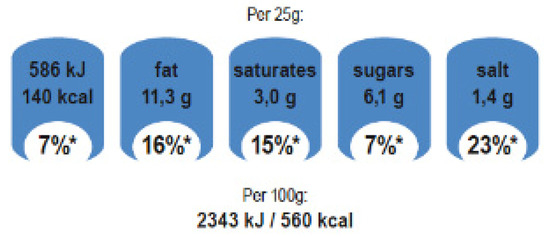 Per 25g:
586 kJ
140 kcal
7%*
fat
11,3 g
16%*
saturates
3,0 g
15%*
sugars
6,1 g
7%*
salt
1,4 g
23%*
Per 100g:
2343 kJ / 560 kcal